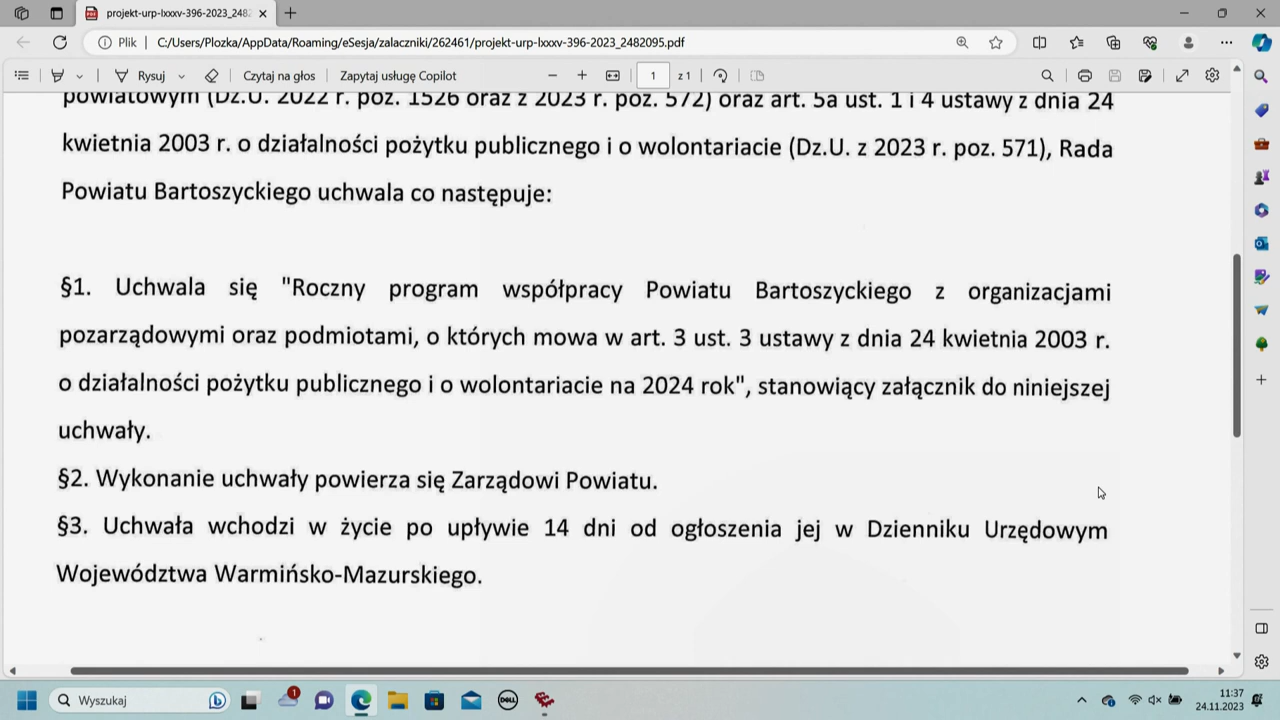 projekt-urp-lxxxv-396-2023_2482
Plik
C:/Users/Plozka/AppData/Roaming/eSesja/zalaczniki/262461/projekt-urp-lxxxv-396-2023_2482095.pdf
Rysuj
Czytaj na głos
Zapytaj usługę Copilot
1
z 1
powiatowym (Dz.U. 2022 r. poz. 1526 oraz z 2023 r. poz. 572) oraz art. 5a ust. 1 i 4 ustawy z dnia 24
kwietnia 2003 r. o działalności pożytku publicznego i o wolontariacie (Dz.U. z 2023 r. poz. 571), Rada
Powiatu Bartoszyckiego uchwala co następuje:
§1. Uchwala się "Roczny program współpracy Powiatu Bartoszyckiego z organizacjami
pozarządowymi oraz podmiotami, o których mowa w art. 3 ust. 3 ustawy z dnia 24 kwietnia 2003 r.
o działalności pożytku publicznego i o wolontariacie na 2024 rok", stanowiący załącznik do niniejszej
uchwały.
§2. Wykonanie uchwały powierza się Zarządowi Powiatu.
§3. Uchwała wchodzi w życie po upływie 14 dni od ogłoszenia jej w Dzienniku Urzędowym
Województwa Warmińsko-Mazurskiego.
Wyszukaj
1
DELL
11:37
24.11.2023